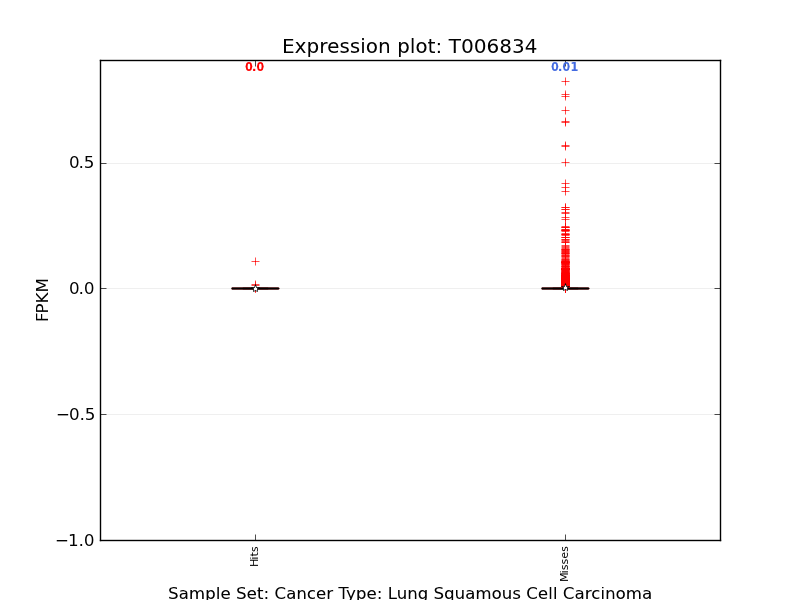 Expression plot: T006834
0.0
0.01
0.5
0.0
−0.5
−1.0
FPKM
Hits
Misses
Sample Set: Cancer Type: Lung Squamous Cell Carcinoma